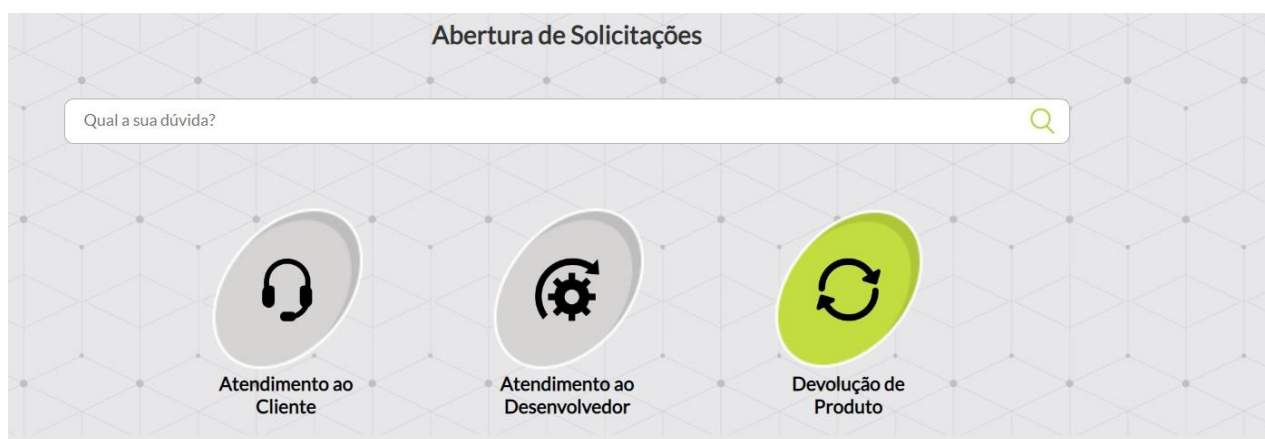 Abertura de Solicitações
Qual a sua dúvida?
Atendimento ao
Cliente
Atendimento ao
Desenvolvedor
Devolução de
Produto